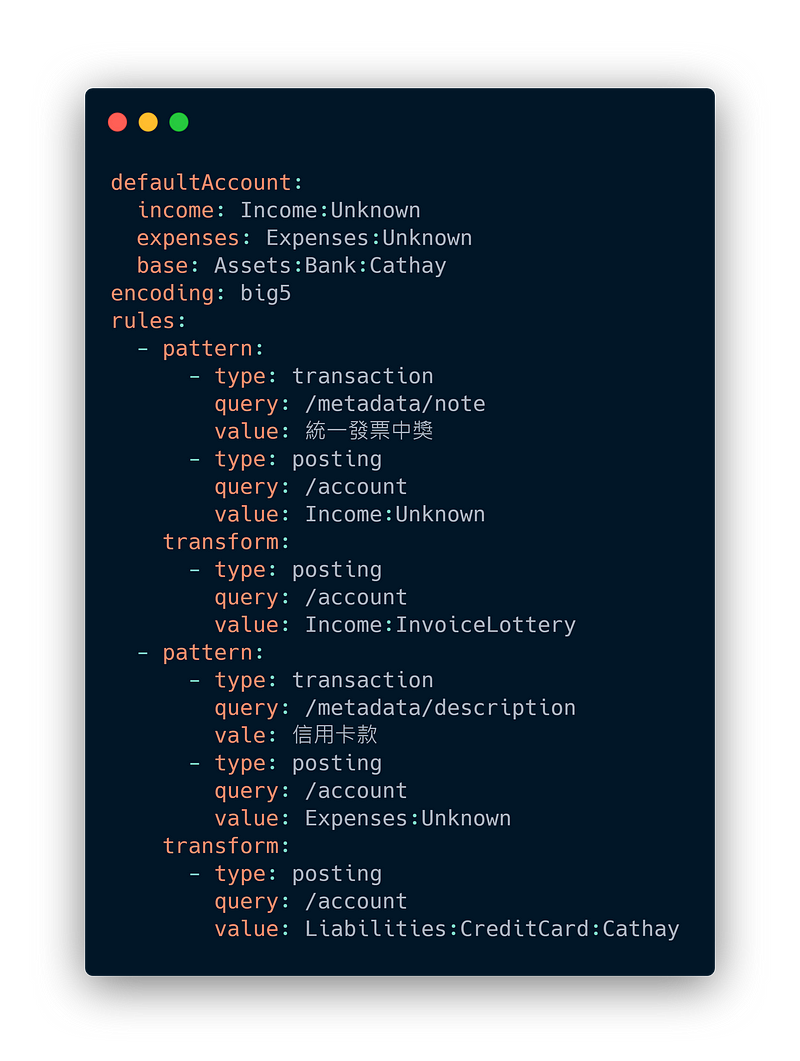 defaultAccount:
  income: Income:Unknown
  expenses: Expenses:Unknown
  base: Assets:Bank:Cathay
encoding: big5
rules:
  - pattern:
      - type: transaction
        query: /metadata/note
        value: 統一發票中獎
      - type: posting
        query: /account
        value: Income:Unknown
    transform:
      - type: posting
        query: /account
        value: Income:InvoiceLottery
  - pattern:
      - type: transaction
        query: /metadata/description
        vale: 信用卡款
      - type: posting
        query: /account
        value: Expenses:Unknown
    transform:
      - type: posting
        query: /account
        value: Liabilities:CreditCard:Cathay